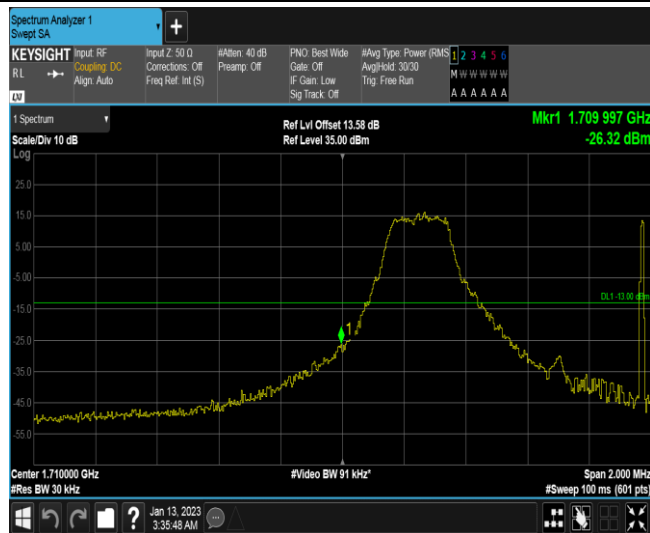 Spectrum Analyzer 1
Swept SA
+
KEYSIGHT
RL
LXI
Input: RF
Coupling: DC
Align: Auto
Input Z: 50 Ω
Corrections: Off
Freq Ref: Int (S)
#Atten: 40 dB
Preamp: Off
PNO: Best Wide
Gate: Off
IF Gain: Low
Sig Track: Off
#Avg Type: Power (RMS
Avg|Hold: 30/30
Trig: Free Run
1 2 3 4 5 6
M W W W W W
A A A A A A
1 Spectrum
Scale/Div 10 dB
Log
Ref Lvl Offset 13.58 dB
Ref Level 35.00 dBm
Mkr1 1.709 997 GHz
-26.32 dBm
25.0
15.0
5.00
-5.00
-15.0
-25.0
-35.0
-45.0
-55.0
DL1 -13.00 dBm
1
Center 1.710000 GHz
#Res BW 30 kHz
#Video BW 91 kHz*
Span 2.000 MHz
#Sweep 100 ms (601 pts)
?
Jan 13, 2023
3:35:48 AM